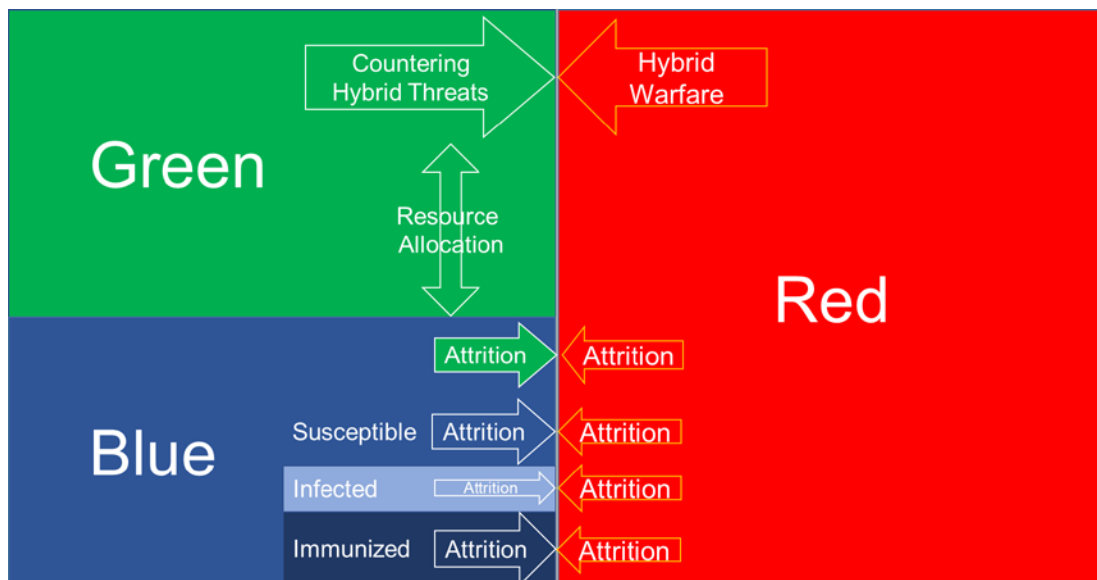 Countering
Hybrid Threats
Hybrid
Warfare
Green
Resource
Allocation
Red
Attrition
Attrition
Blue
Susceptible
Attrition
Attrition
Infected
Attrition
Attrition
Immunized
Attrition
Attrition